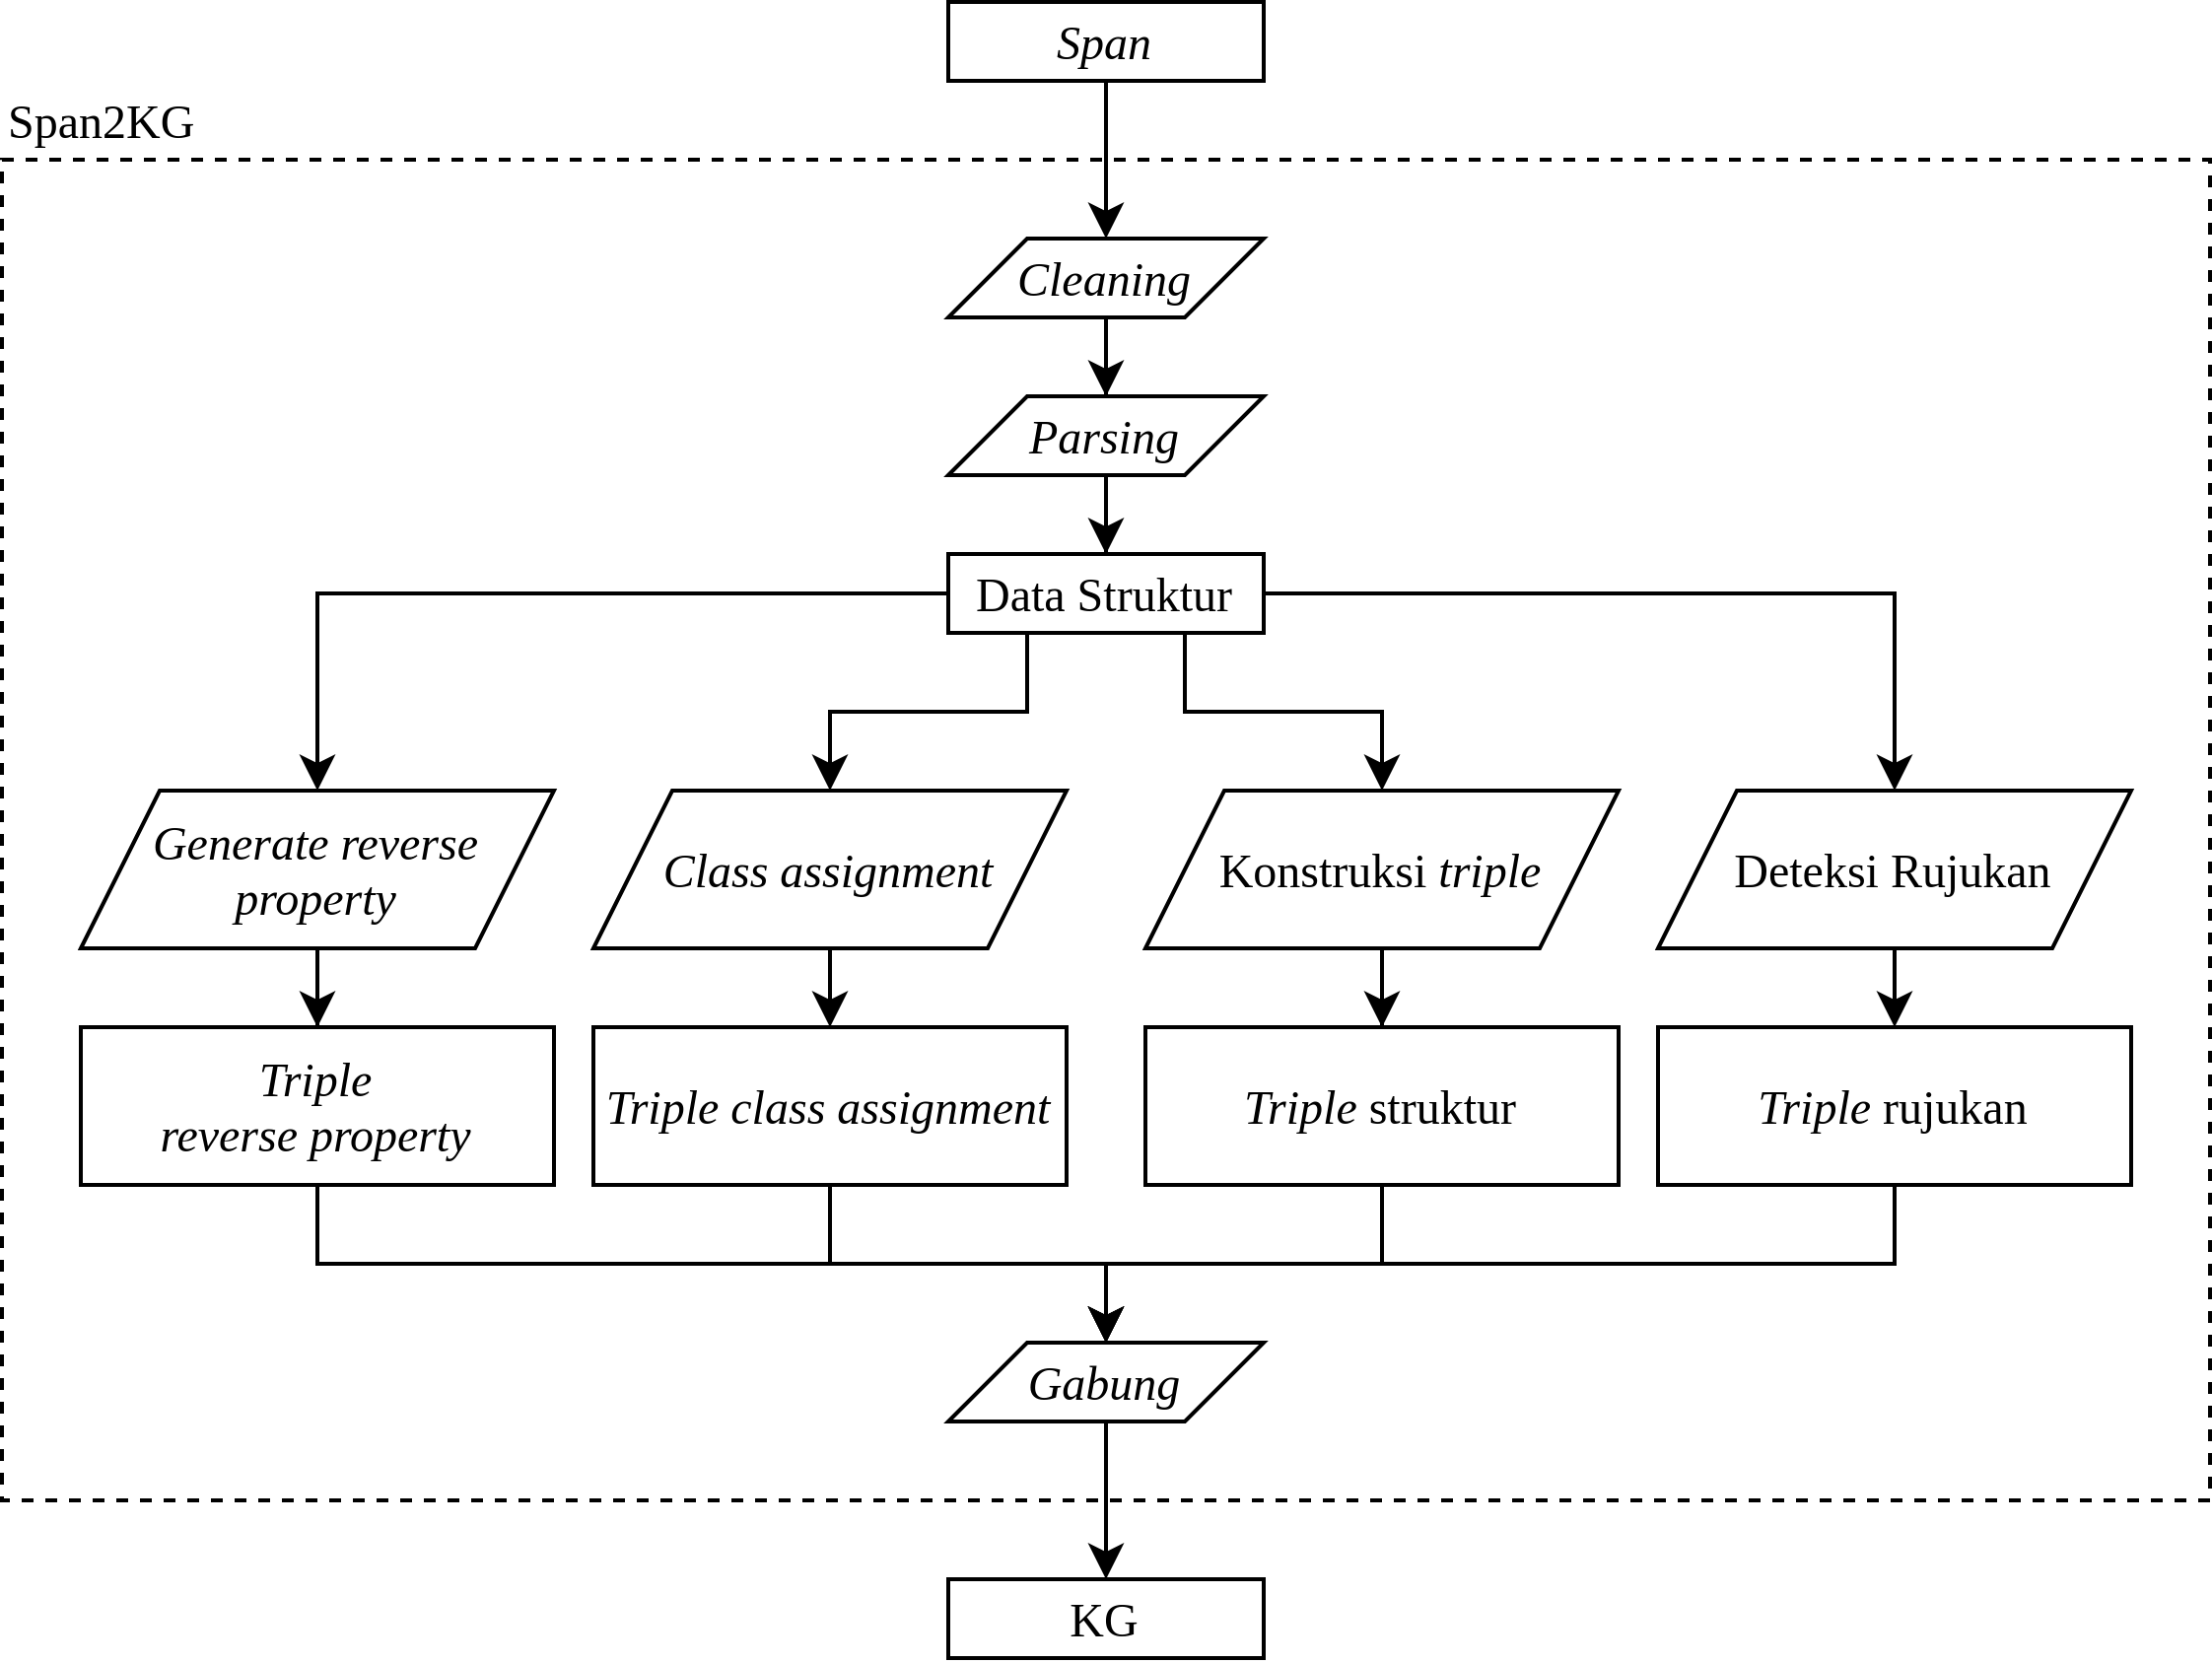 Span
Span2KG
Cleaning
Parsing
Data Struktur
Generate reverse
property
Class assignment
Konstruksi triple
Deteksi Rujukan
Triple
reverse property
Triple class assignment
Triple struktur
Triple rujukan
Gabung
KG